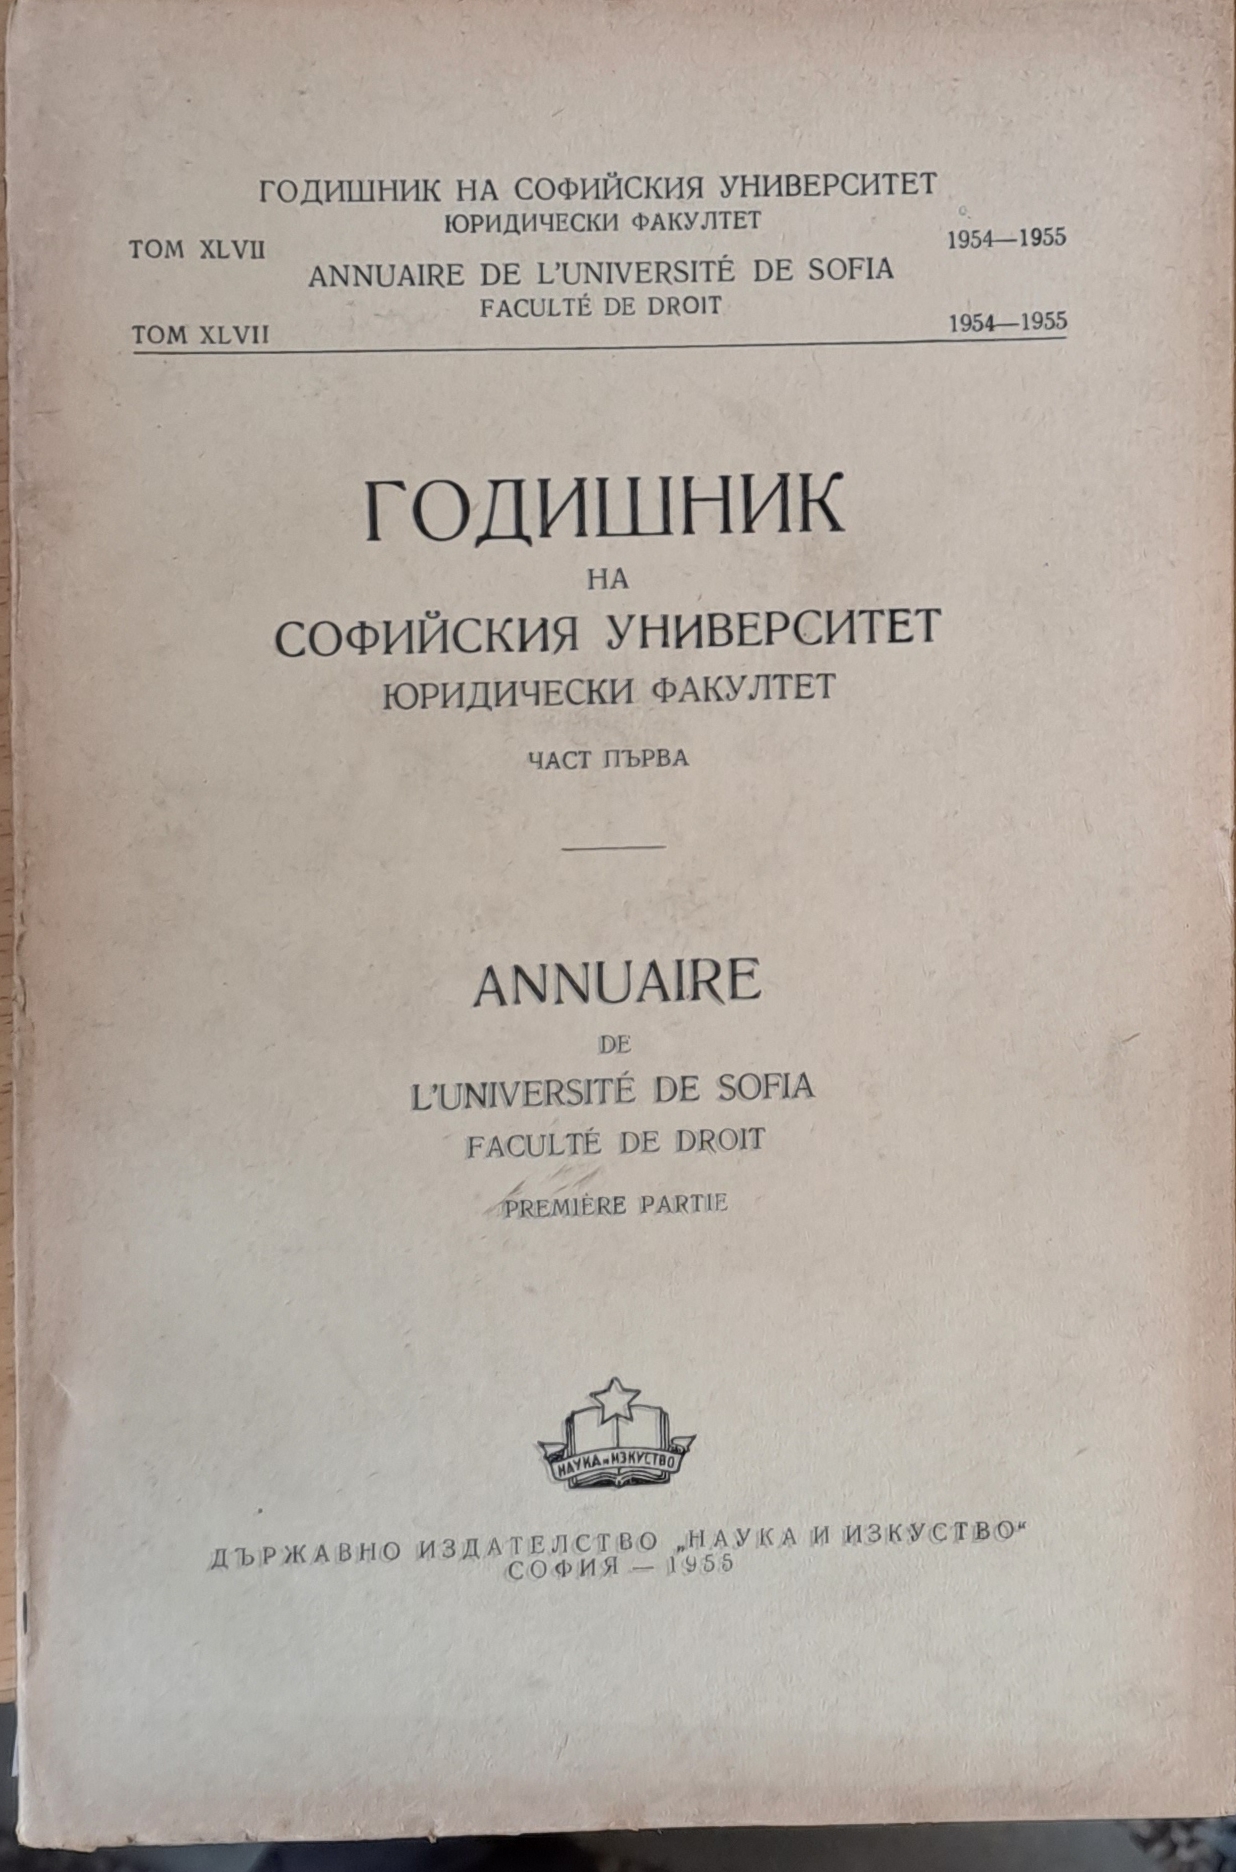 ГОДИШНИК НА СОФИЙСКИЯ УНИВЕРСИТЕТ
ЮРИДИЧЕСКИ ФАКУЛТЕТ
ТОМ XLVII 1954—1955
ANNUAIRE DE L'UNIVERSITÉ DE SOFIA
FACULTÉ DE DROIT
TOM XLVII 1954—1955
ГОДИШНИК
НА
СОФИЙСКИЯ УНИВЕРСИТЕТ
ЮРИДИЧЕСКИ ФАКУЛТЕТ
ЧАСТ ПЪРВА
ANNUAIRE
DE
L'UNIVERSITÉ DE SOFIA
FACULTÉ DE DROIT
PREMIÈRE PARTIE
НАУКА и ИЗКУСТВО
ДЪРЖАВНО ИЗДАТЕЛСТВО „НАУКА И ИЗКУСТВО“
СОФИЯ — 1955